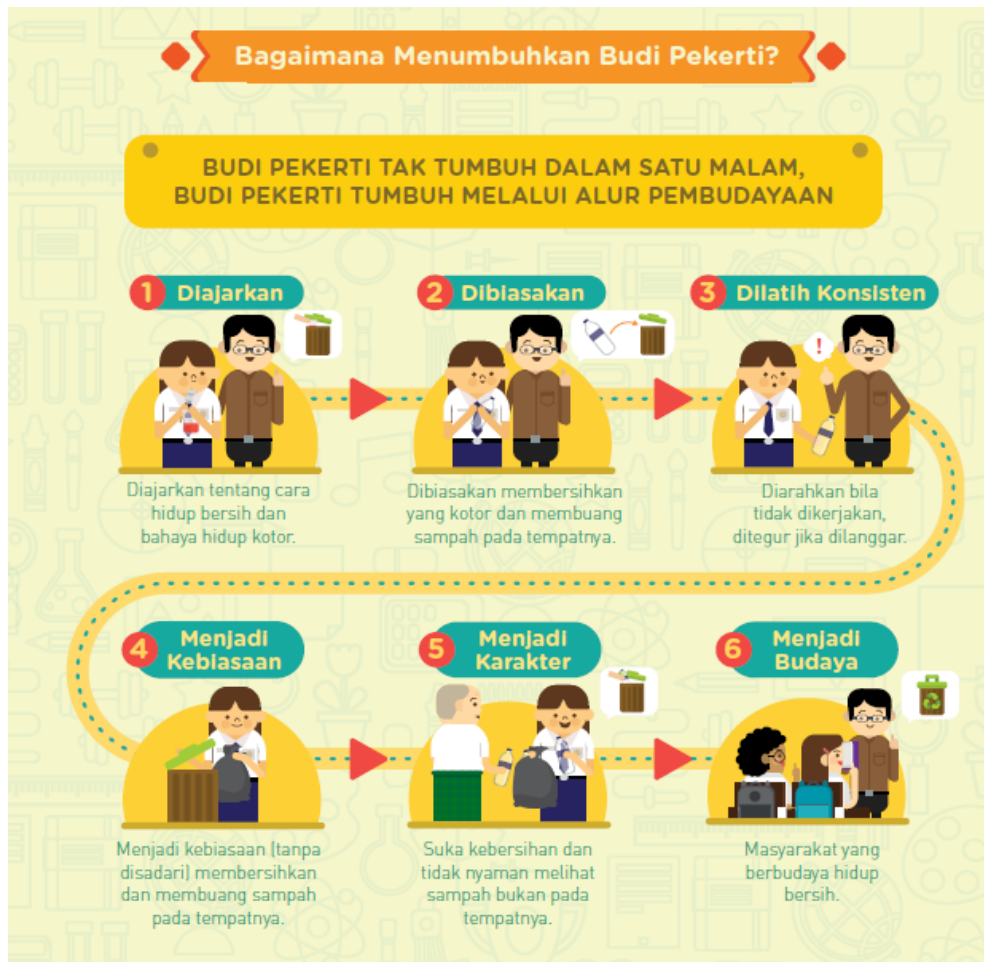 Bagaimana Menumbuhkan Budi Pekerti?
BUDI PEKERTI TAK TUMBUH DALAM SATU MALAM,
BUDI PEKERTI TUMBUH MELALUI ALUR PEMBUDAYAAN
1 Diajarkan
Diajarkan tentang cara
hidup bersih dan
bahaya hidup kotor.
2 Dibiasakan
Dibiasakan membersihkan
yang kotor dan membuang
sampah pada tempatnya.
3 Dilatih Konsisten
!
Diarahkan bila
tidak dikerjakan,
ditegur jika dilanggar.
4 Menjadi
Kebiasaan
Menjadi kebiasaan (tanpa
disadari) membersihkan
dan membuang sampah
pada tempatnya.
5 Menjadi
Karakter
Suka kebersihan dan
tidak nyaman melihat
sampah bukan pada
tempatnya.
6 Menjadi
Budaya
Masyarakat yang
berbudaya hidup
bersih.